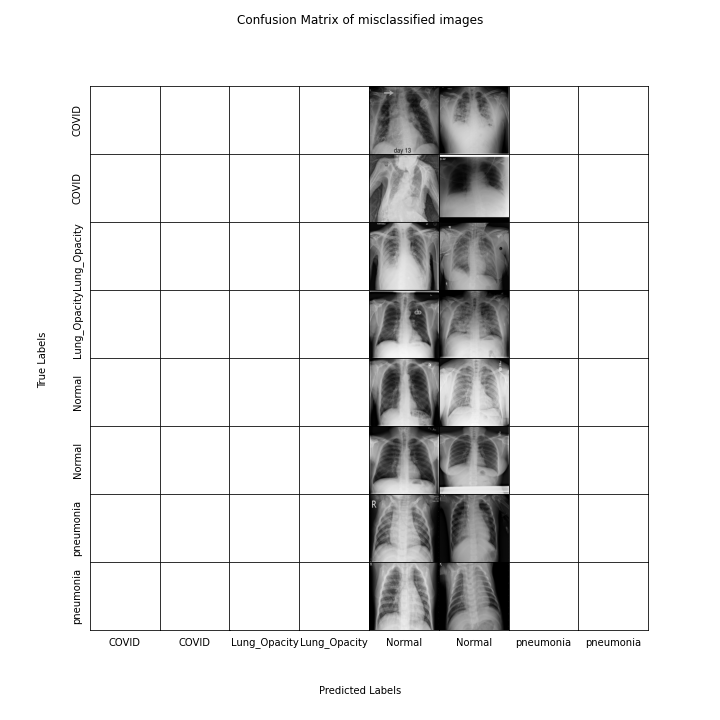 Confusion Matrix of misclassified images
COVID
COVID
Lung_Opacity
Lung_Opacity
Normal
Normal
pneumonia
pneumonia
True Labels
day 13
R
COVID
COVID
Lung_Opacity
Lung_Opacity
Normal
Normal
pneumonia
pneumonia
Predicted Labels